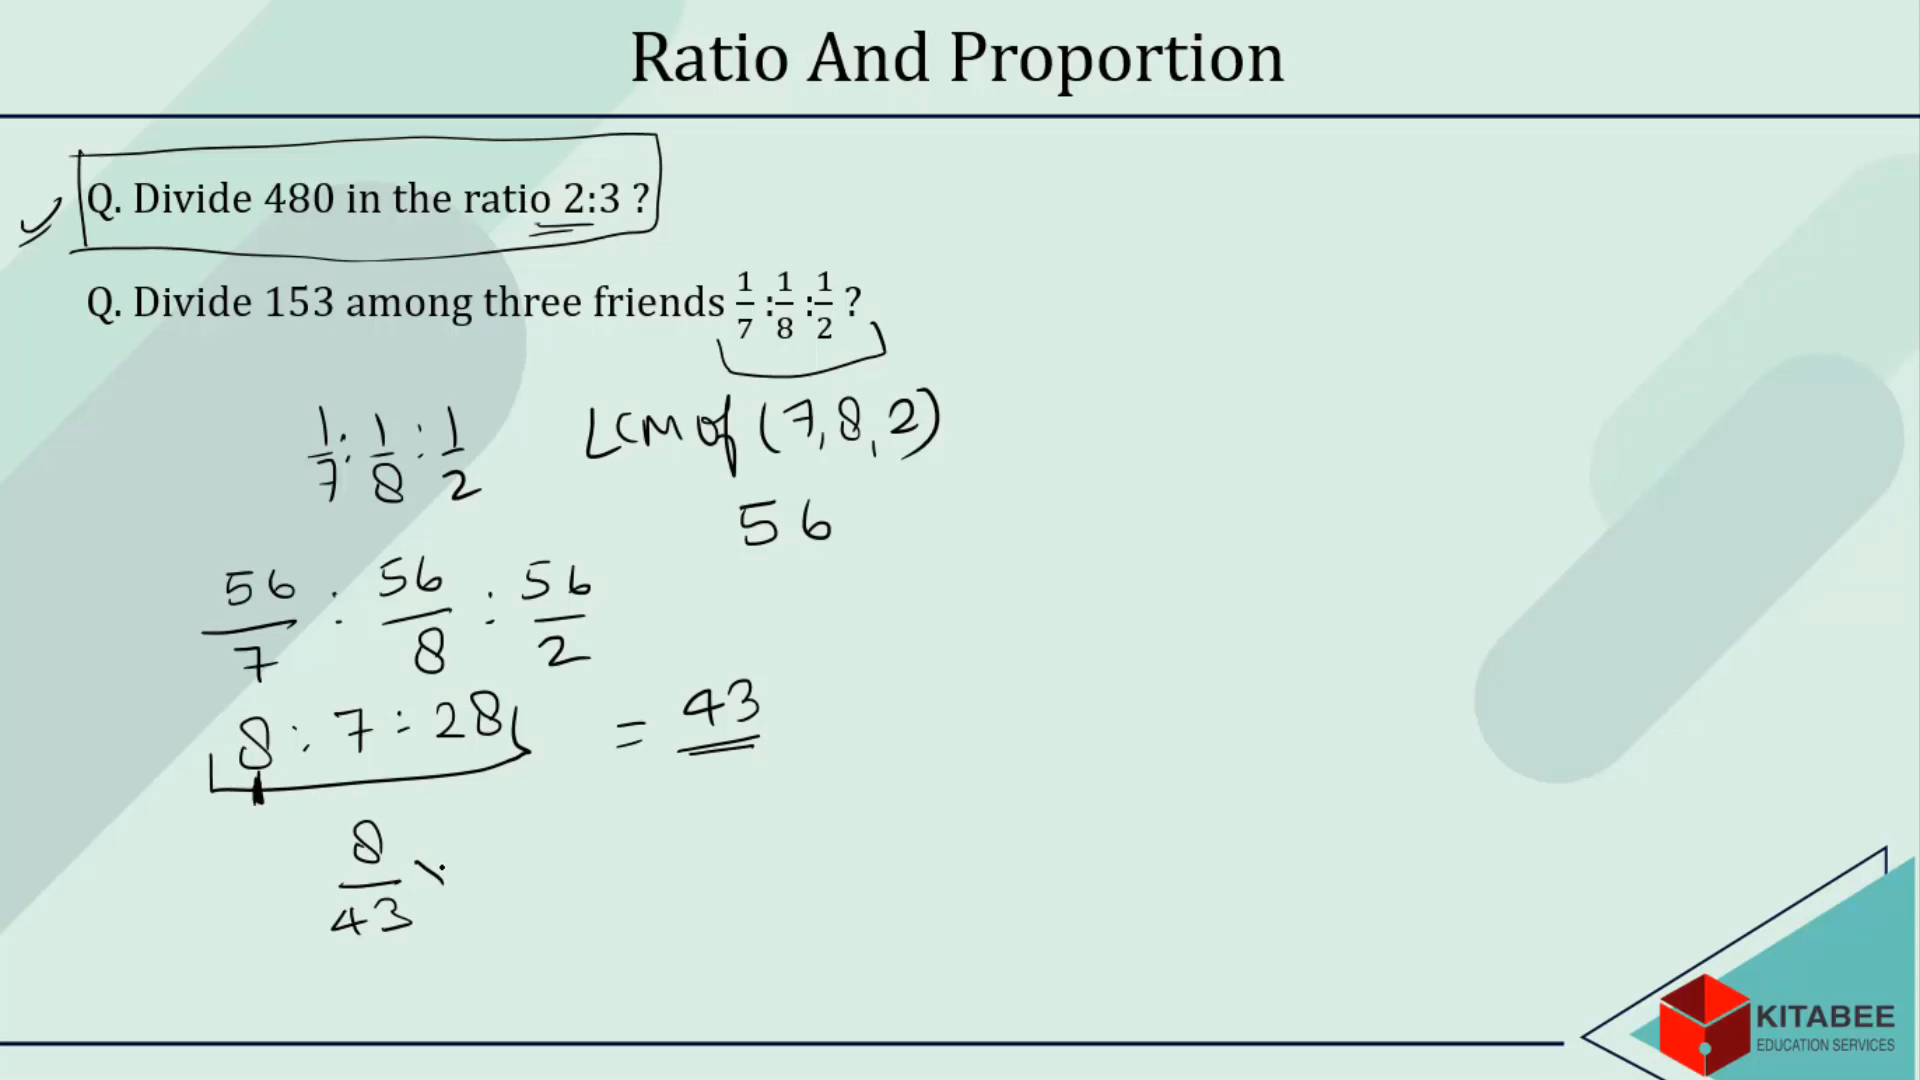 Ratio And Proportion
Q. Divide 480 in the ratio 2:3 ?
Q. Divide 153 among three friends 1/7 : 1/8 : 1/2 ?
1/7 : 1/8 : 1/2
LCM of (7,8,2)
56
56/7 : 56/8 : 56/2
8 : 7 : 28 = 43
8/43
KITABEE
EDUCATION SERVICES